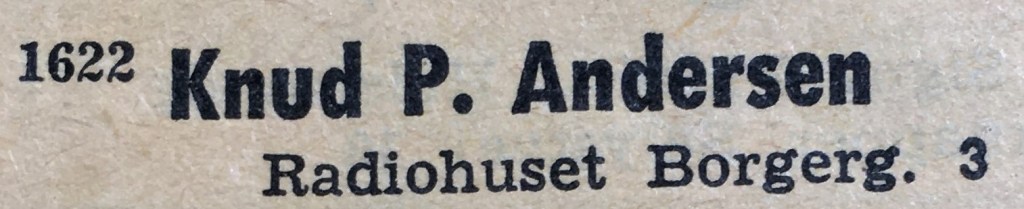 1622 Knud P. Andersen
Radiohuset Borgerg. 3